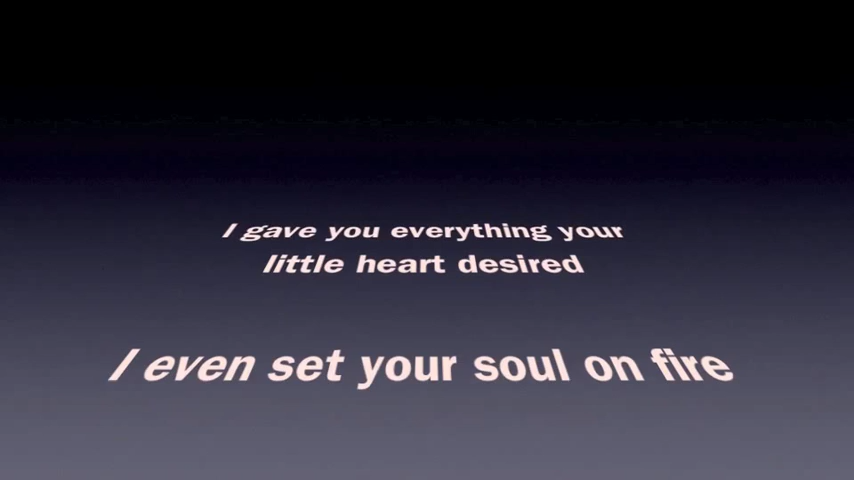 I gave you everything your
little heart desired
I even set your soul on fire